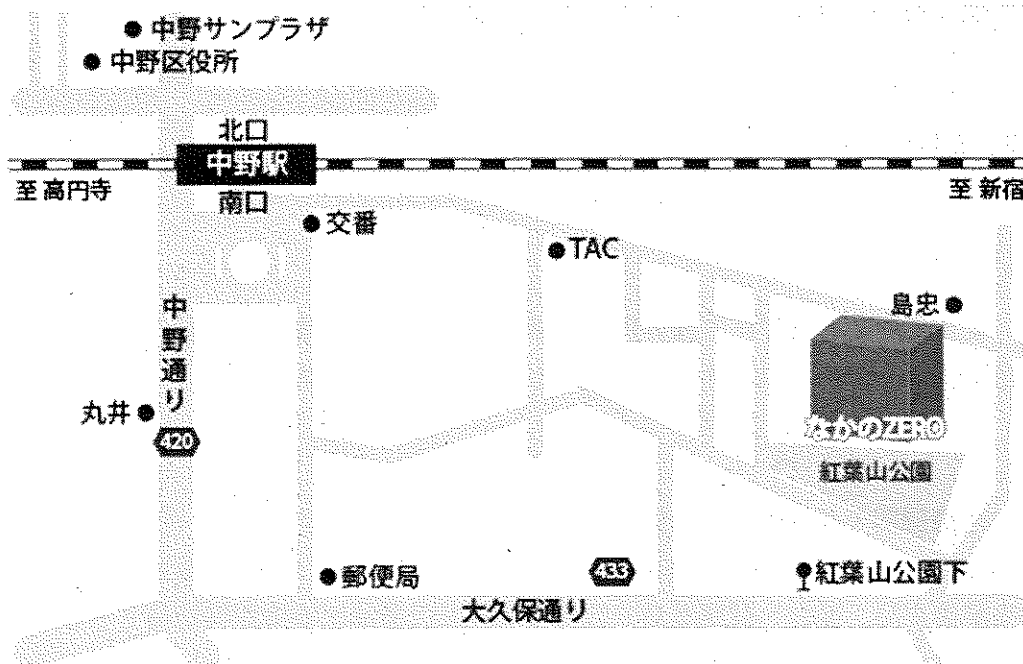 中野サンプラザ
中野区役所
北口
中野駅
至 高円寺
至 新宿
南口
交番
TAC
島忠
中野通り
丸井
420
なかのZERO
紅葉山公園
郵便局
433
紅葉山公園下
大久保通り